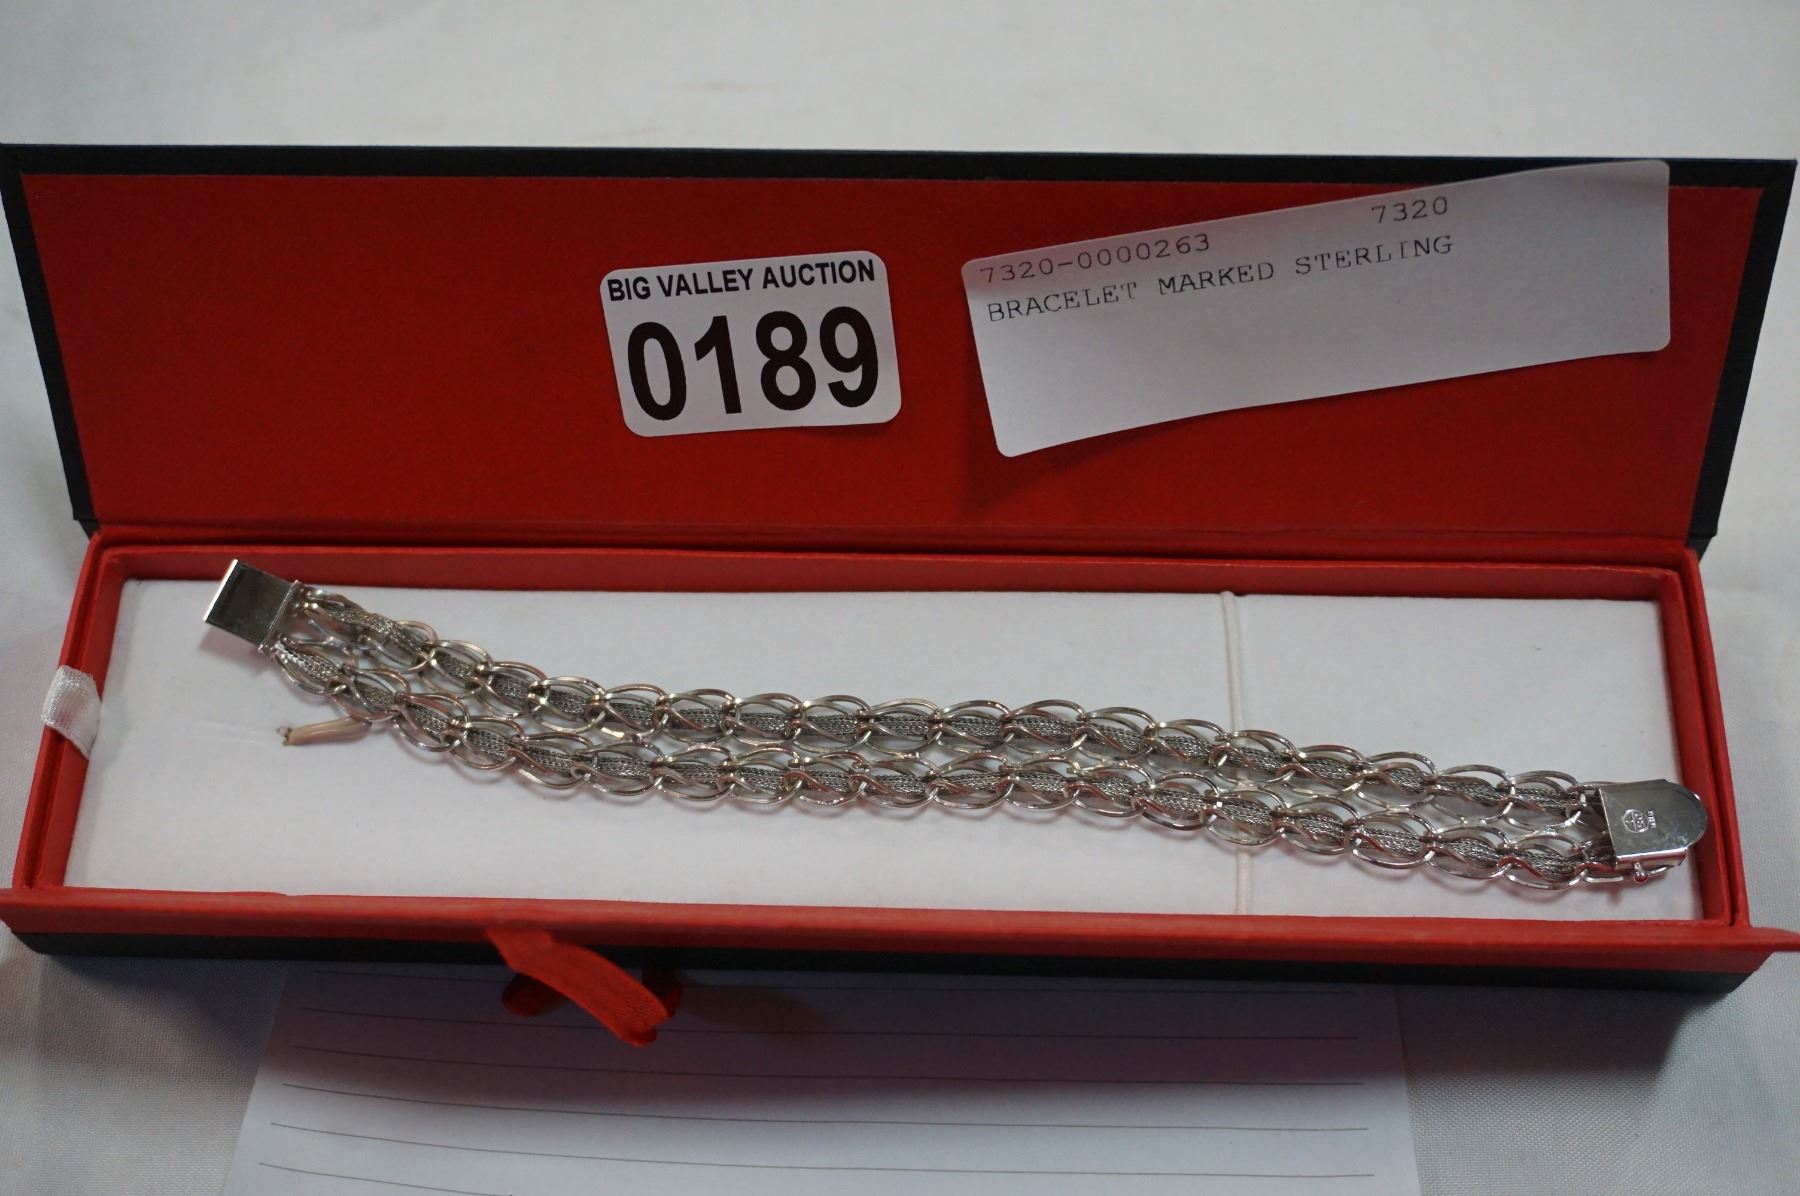 BIG VALLEY AUCTION
0189
7320-0000263 7320
BRACELET MARKED STERLING